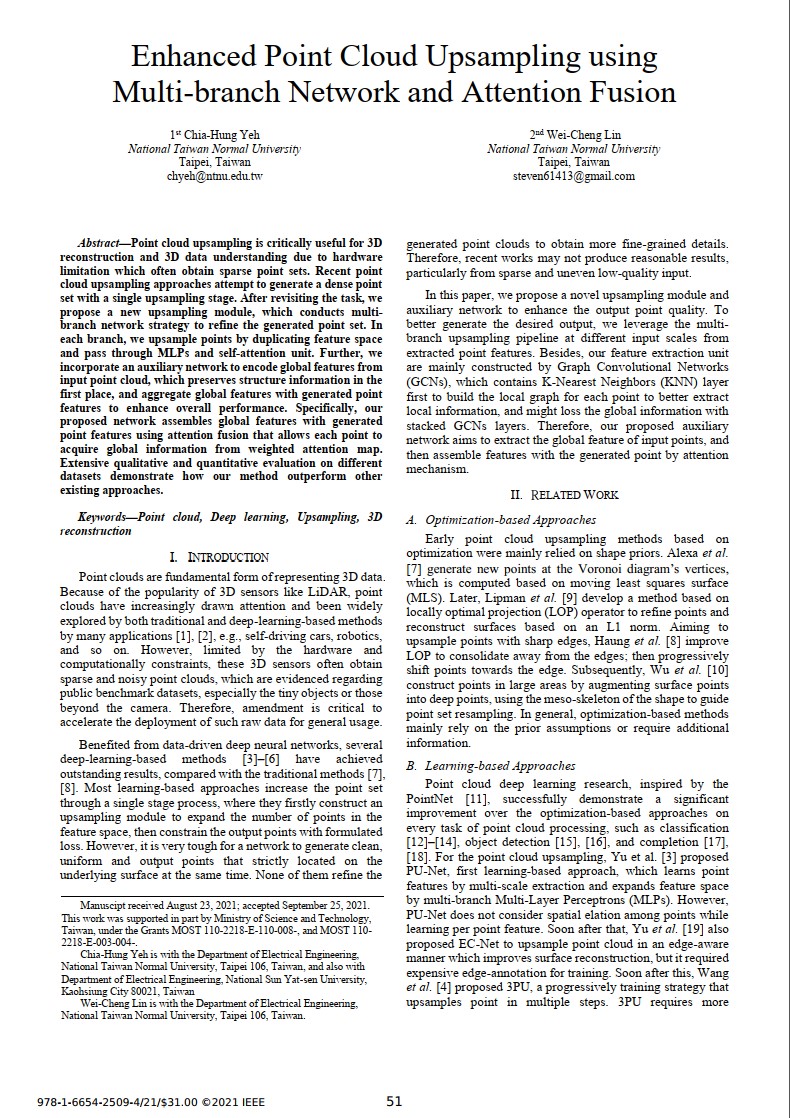 Enhanced Point Cloud Upsampling using
Multi-branch Network and Attention Fusion
1st Chia-Hung Yeh
National Taiwan Normal University
Taipei, Taiwan
chyeh@ntnu.edu.tw
2nd Wei-Cheng Lin
National Taiwan Normal University
Taipei, Taiwan
steven61413@gmail.com
Abstract—Point cloud upsampling is critically useful for 3D
reconstruction and 3D data understanding due to hardware
limitation which often obtain sparse point sets. Recent point
cloud upsampling approaches attempt to generate a dense point
set with a single upsampling stage. After revisiting the task, we
propose a new upsampling module, which conducts multi-
branch network strategy to refine the generated point set. In
each branch, we upsample points by duplicating feature space
and pass through MLPs and self-attention unit. Further, we
incorporate an auxiliary network to encode global features from
input point cloud, which preserves structure information in the
first place, and aggregate global features with generated point
features to enhance overall performance. Specifically, our
proposed network assembles global features with generated
point features using attention fusion that allows each point to
acquire global information from weighted attention map.
Extensive qualitative and quantitative evaluation on different
datasets demonstrate how our method outperform other
existing approaches.
Keywords—Point cloud, Deep learning, Upsampling, 3D
reconstruction
I. INTRODUCTION
Point clouds are fundamental form of representing 3D data.
Because of the popularity of 3D sensors like LiDAR, point
clouds have increasingly drawn attention and been widely
explored by both traditional and deep-learning-based methods
by many applications [1], [2], e.g., self-driving cars, robotics,
and so on. However, limited by the hardware and
computationally constraints, these 3D sensors often obtain
sparse and noisy point clouds, which are evidenced regarding
public benchmark datasets, especially the tiny objects or those
beyond the camera. Therefore, amendment is critical to
accelerate the deployment of such raw data for general usage.
Benefited from data-driven deep neural networks, several
deep-learning-based methods [3]–[6] have achieved
outstanding results, compared with the traditional methods [7],
[8]. Most learning-based approaches increase the point set
through a single stage process, where they firstly construct an
upsampling module to expand the number of points in the
feature space, then constrain the output points with formulated
loss. However, it is very tough for a network to generate clean,
uniform and output points that strictly located on the
underlying surface at the same time. None of them refine the
Manuscipt received August 23, 2021; accepted September 25, 2021.
This work was supported in part by Ministry of Science and Technology,
Taiwan, under the Grants MOST 110-2218-E-110-008-, and MOST 110-
2218-E-003-004-.
Chia-Hung Yeh is with the Department of Electrical Engineering,
National Taiwan Normal University, Taipei 106, Taiwan, and also with
Department of Electrical Engineering, National Sun Yat-sen University,
Kaohsiung City 80021, Taiwan
Wei-Cheng Lin is with the Department of Electrical Engineering,
National Taiwan Normal University, Taipei 106, Taiwan.
generated point clouds to obtain more fine-grained details.
Therefore, recent works may not produce reasonable results,
particularly from sparse and uneven low-quality input.
In this paper, we propose a novel upsampling module and
auxiliary network to enhance the output point quality. To
better generate the desired output, we leverage the multi-
branch upsampling pipeline at different input scales from
extracted point features. Besides, our feature extraction unit
are mainly constructed by Graph Convolutional Networks
(GCNs), which contains K-Nearest Neighbors (KNN) layer
first to build the local graph for each point to better extract
local information, and might loss the global information with
stacked GCNs layers. Therefore, our proposed auxiliary
network aims to extract the global feature of input points, and
then assemble features with the generated point by attention
mechanism.
II. RELATED WORK
A. Optimization-based Approaches
Early point cloud upsampling methods based on
optimization were mainly relied on shape priors. Alexa et al.
[7] generate new points at the Voronoi diagram's vertices,
which is computed based on moving least squares surface
(MLS). Later, Lipman et al. [9] develop a method based on
locally optimal projection (LOP) operator to refine points and
reconstruct surfaces based on an L1 norm. Aiming to
upsample points with sharp edges, Haung et al. [8] improve
LOP to consolidate away from the edges; then progressively
shift points towards the edge. Subsequently, Wu et al. [10]
construct points in large areas by augmenting surface points
into deep points, using the meso-skeleton of the shape to guide
point set resampling. In general, optimization-based methods
mainly rely on the prior assumptions or require additional
information.
B. Learning-based Approaches
Point cloud deep learning research, inspired by the
PointNet [11], successfully demonstrate a significant
improvement over the optimization-based approaches on
every task of point cloud processing, such as classification
[12]–[14], object detection [15], [16], and completion [17],
[18]. For the point cloud upsampling, Yu et al. [3] proposed
PU-Net, first learning-based approach, which learns point
features by multi-scale extraction and expands feature space
by multi-branch Multi-Layer Perceptrons (MLPs). However,
PU-Net does not consider spatial elation among points while
learning per point feature. Soon after that, Yu et al. [19] also
proposed EC-Net to upsample point cloud in an edge-aware
manner which improves surface reconstruction, but it required
expensive edge-annotation for training. Soon after this, Wang
et al. [4] proposed 3PU, a progressively training strategy that
upsamples point in multiple steps. 3PU requires more
978-1-6654-2509-4/21/$31.00 ©2021 IEEE
51